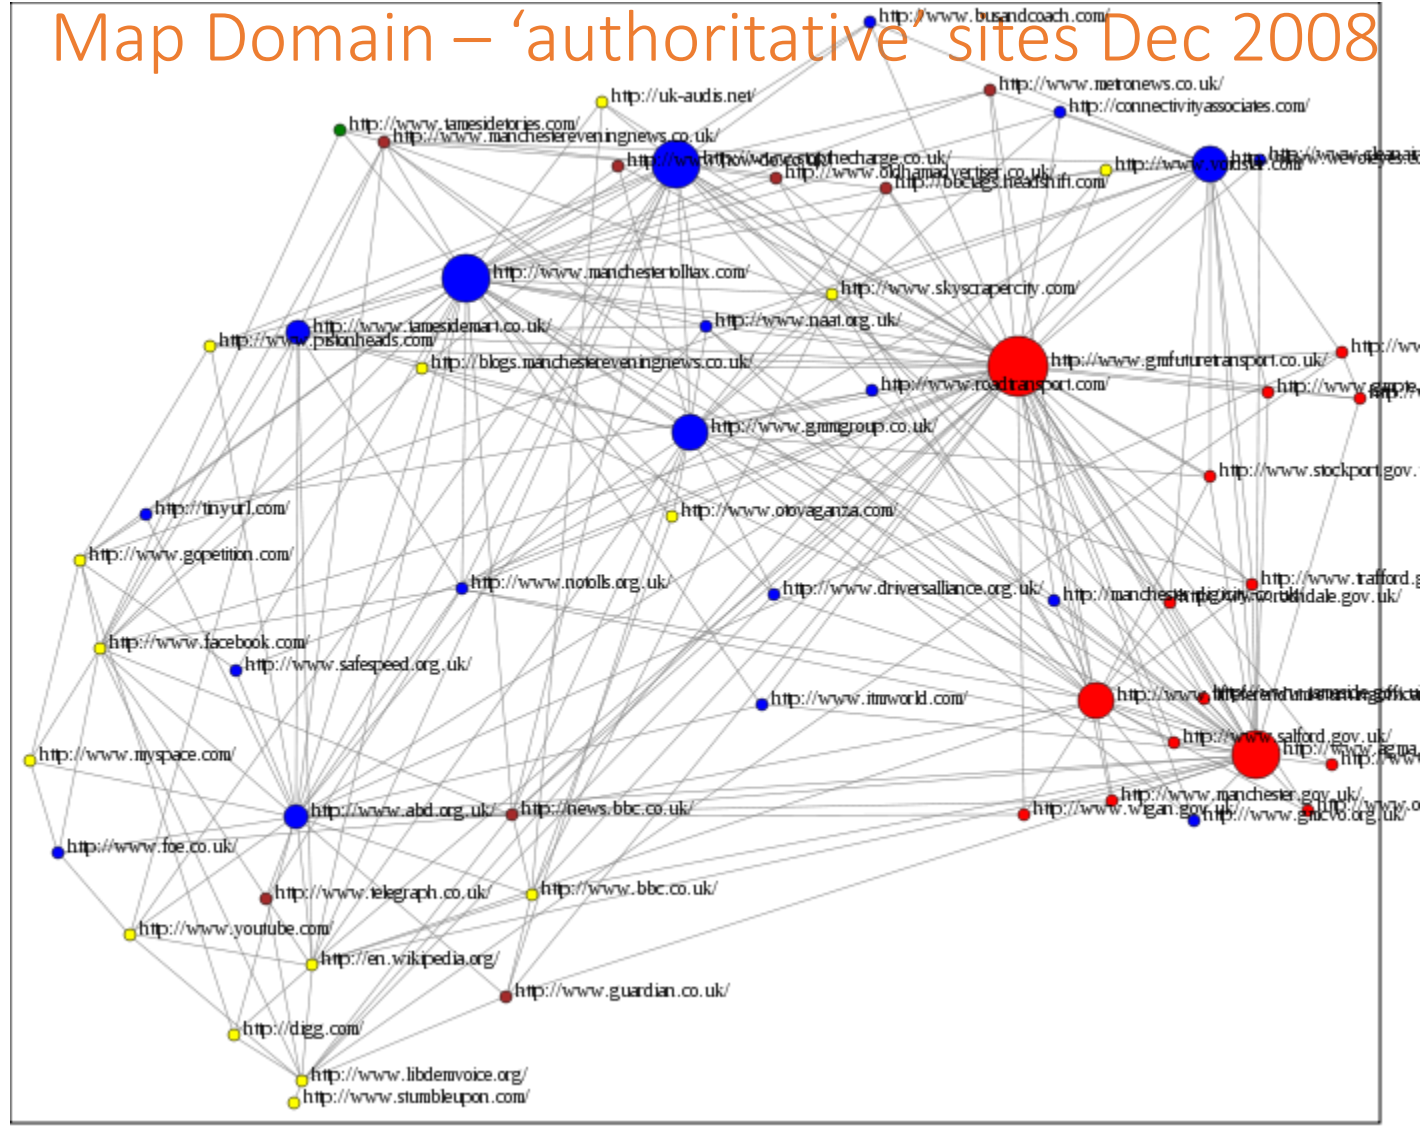 Map Domain – ‘authoritative’ sites Dec 2008
http://www.busandcoach.com/
http://www.metronews.co.uk/
http://uk-audis.net/
http://connectivityassociates.com/
http://www.tamesidetories.com/
http://www.manchestereveningnews.co.uk/
http://www.oldhamadvertiser.co.uk/
http://bbctags.headshift.com/
http://www.manchestertolltax.com/
http://www.skyscrapercity.com/
http://www.naat.org.uk/
http://www.tamesidemart.co.uk/
http://www.pistonheads.com/
http://www
http://blogs.manchestereveningnews.co.uk/
http://www.gmfuturetransport.co.uk/
http://www.roadtransport.com/
http://www.gmmgroup.co.uk/
http://www.stockport.gov.
http://tinyurl.com/
http://www.otovaganza.com/
http://www.gopetition.com/
http://www.notolls.org.uk/
http://www.trafford.g
http://www.driversalliance.org.uk/
http://www.facebook.com/
http://www.safespeed.org.uk/
http://www.itmworld.com/
http://www.salford.gov.uk/
http://www.myspace.com/
http://www.agma
http://www.manchester.gov.uk/
http://www.abd.org.uk/
http://news.bbc.co.uk/
http://www.wigan.gov.uk/
http://www.gmcvo.org.uk/
http://www.foe.co.uk/
http://www.telegraph.co.uk/
http://www.bbc.co.uk/
http://www.youtube.com/
http://en.wikipedia.org/
http://www.guardian.co.uk/
http://digg.com/
http://www.libdemvoice.org/
http://www.stumbleupon.com/